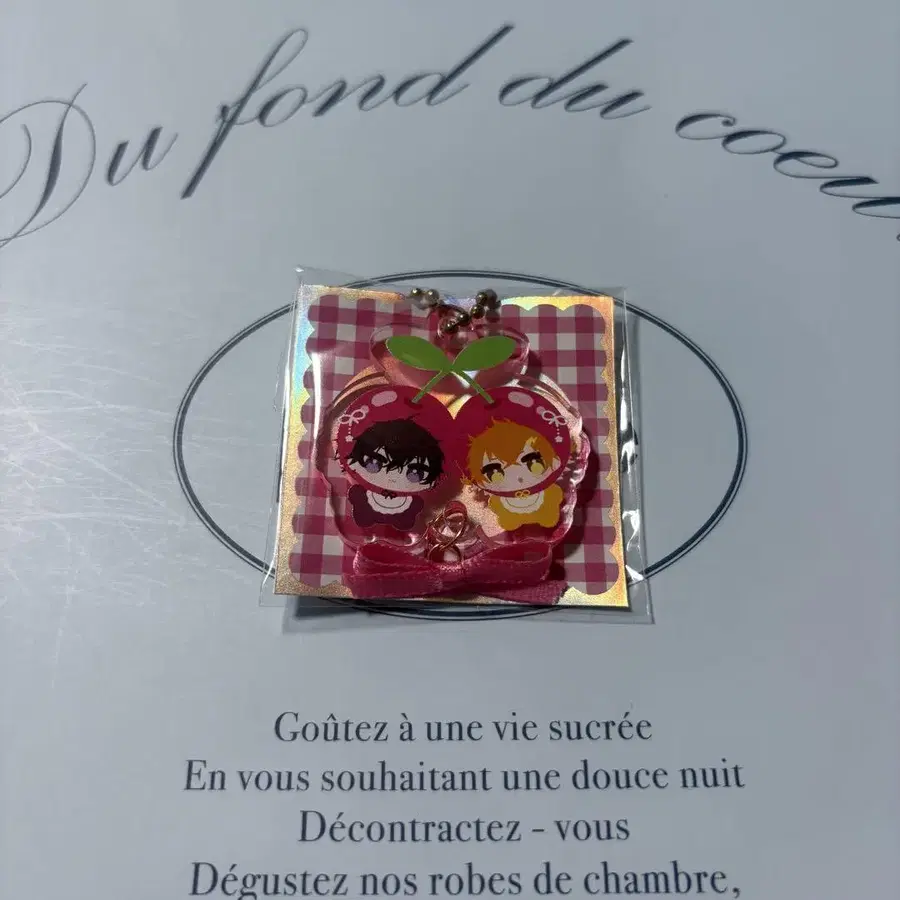 Du fond du coeur
Goûtez à une vie sucrée
En vous souhaitant une douce nuit
Décontractez - vous
Dégustez nos robes de chambre,